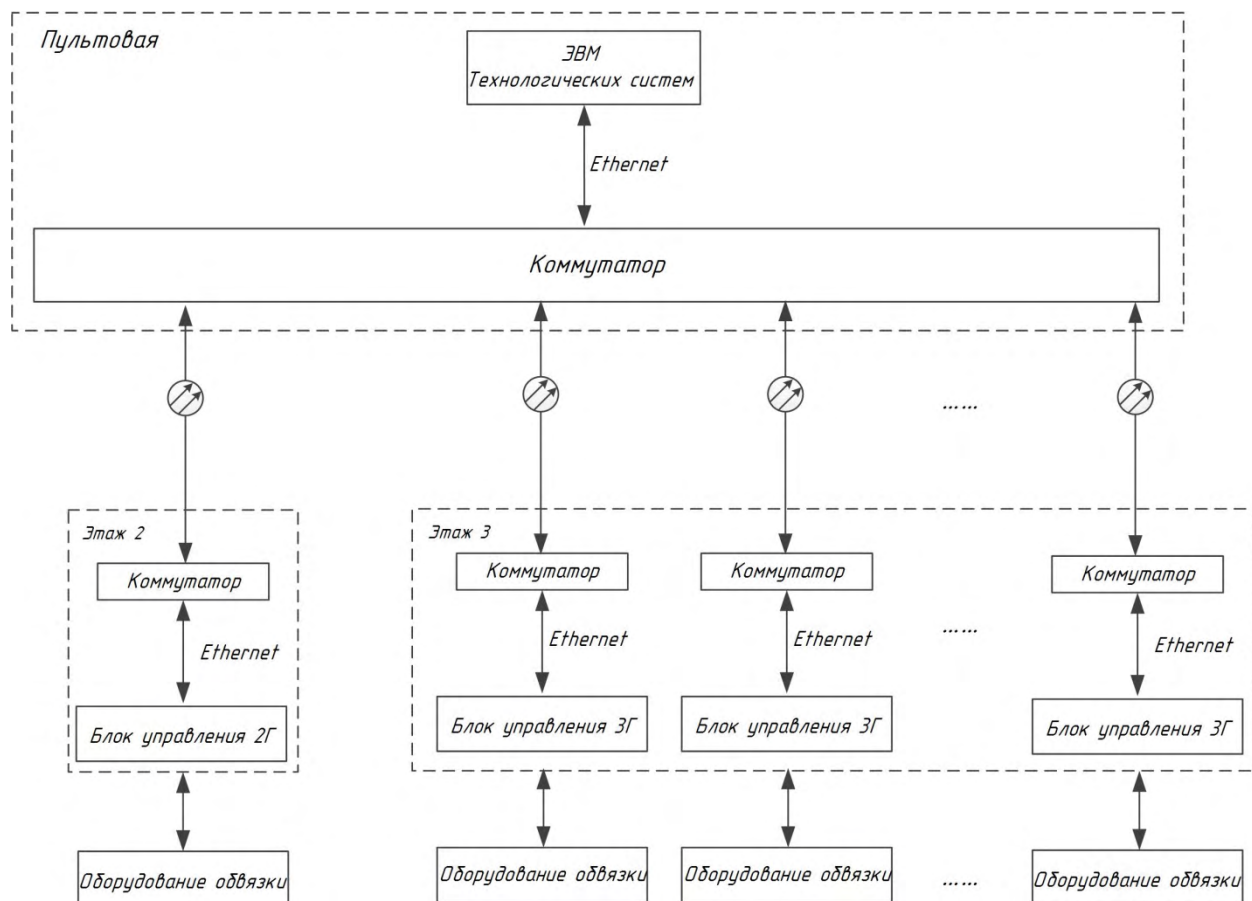 Пультовая
ЭВМ
Технологических систем
Ethernet
Коммутатор
......
Этаж 2
Коммутатор
Ethernet
Блок управления 2Г
Этаж 3
Коммутатор
Коммутатор
Коммутатор
Ethernet
Ethernet
......
Ethernet
Блок управления 3Г
Блок управления 3Г
Блок управления 3Г
Оборудование обвязки
Оборудование обвязки
Оборудование обвязки
......
Оборудование обвязки